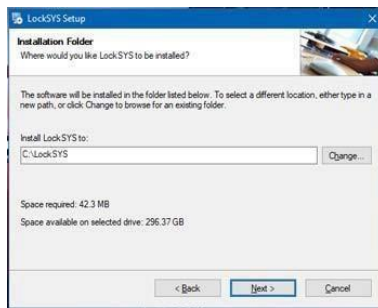 LockSYS Setup
Installation Folder
Where would you like LockSYS to be installed?
The software will be installed in the folder listed below. To select a different location, either type in a
new path, or click Change to browse for an existing folder.
Install LockSYS to:
C:\LockSYS
Change...
Space required: 42.3 MB
Space available on selected drive: 296.37 GB
< Back
Next >
Cancel